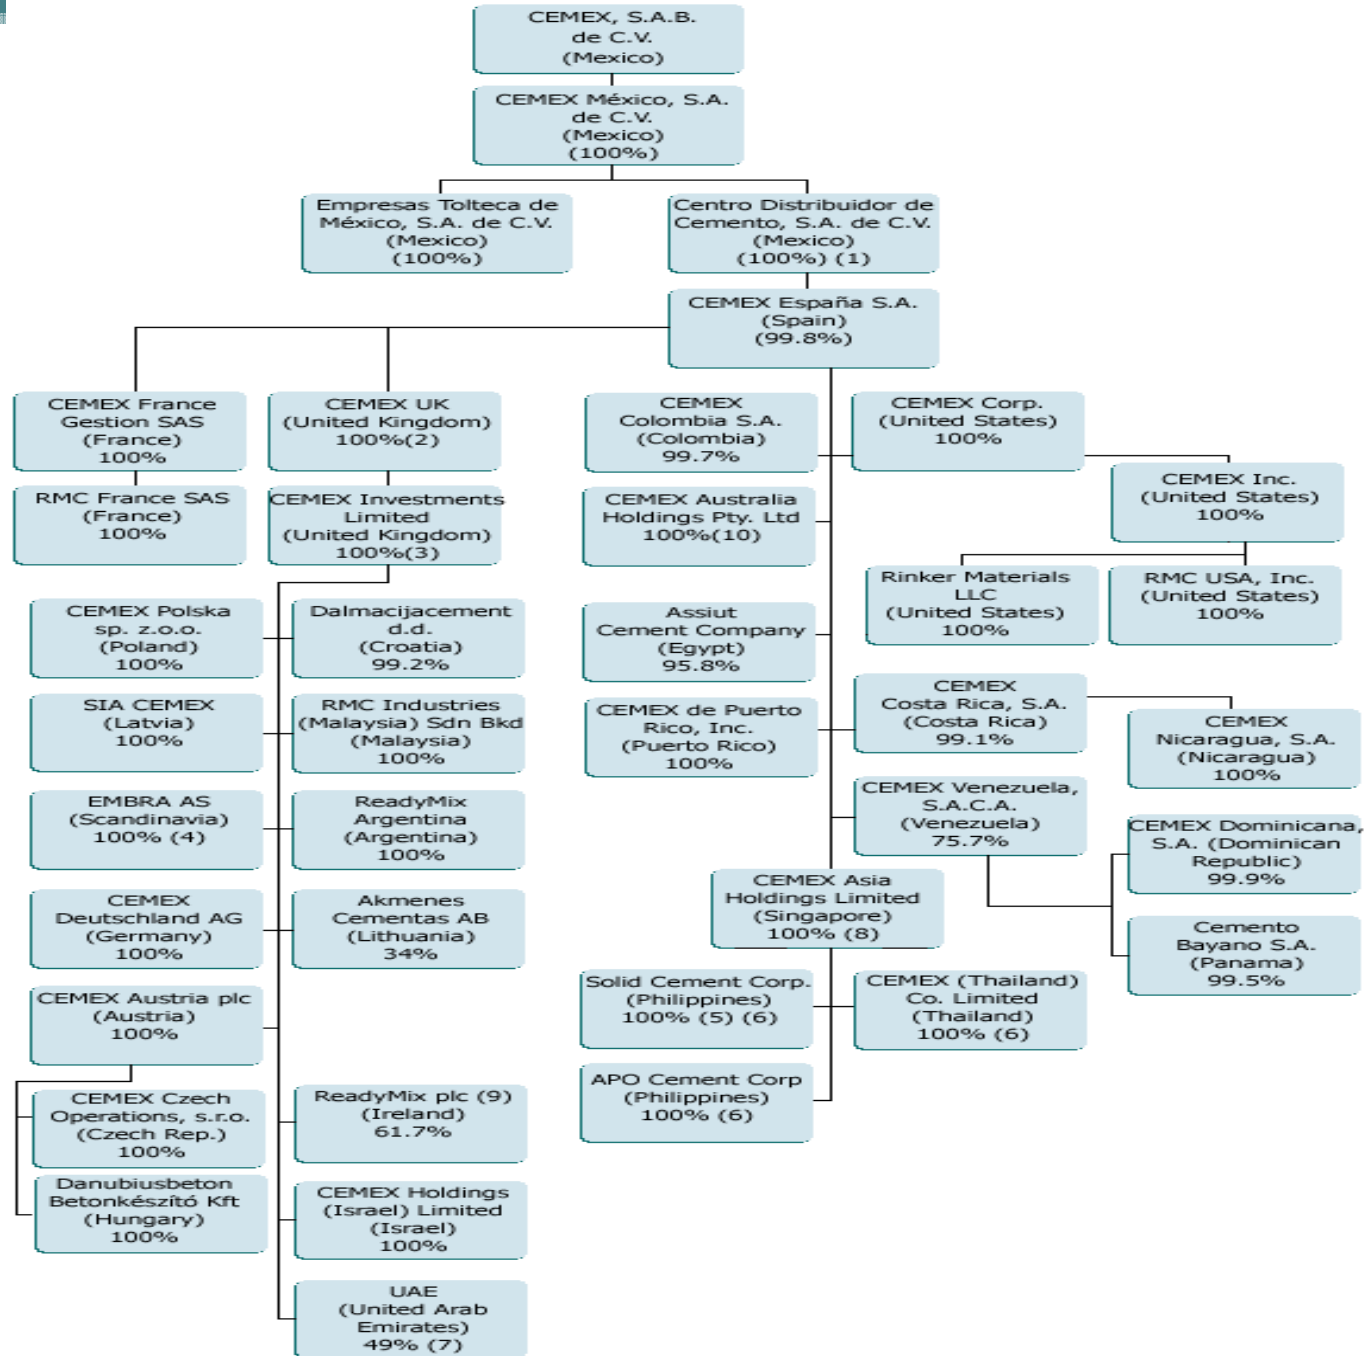 CEMEX, S.A.B.
de C.V.
(Mexico)
CEMEX México, S.A.
de C.V.
(Mexico)
(100%)
Empresas Tolteca de
México, S.A. de C.V.
(Mexico)
(100%)
Centro Distribuidor de
Cemento, S.A. de C.V.
(Mexico)
(100%) (1)
CEMEX España S.A.
(Spain)
(99.8%)
CEMEX France
Gestion SAS
(France)
100%
CEMEX UK
(United Kingdom)
100%(2)
CEMEX
Colombia S.A.
(Colombia)
99.7%
CEMEX Corp.
(United States)
100%
CEMEX Inc.
(United States)
100%
RMC France SAS
(France)
100%
CEMEX Investments
Limited
(United Kingdom)
100%(3)
CEMEX Australia
Holdings Pty. Ltd
100%(10)
Rinker Materials
LLC
(United States)
100%
RMC USA, Inc.
(United States)
100%
CEMEX Polska
sp. z.o.o.
(Poland)
100%
Dalmacijacement
d.d.
(Croatia)
99.2%
Assiut
Cement Company
(Egypt)
95.8%
SIA CEMEX
(Latvia)
100%
RMC Industries
(Malaysia) Sdn Bkd
(Malaysia)
100%
CEMEX de Puerto
Rico, Inc.
(Puerto Rico)
100%
CEMEX
Costa Rica, S.A.
(Costa Rica)
99.1%
CEMEX
Nicaragua, S.A.
(Nicaragua)
100%
EMBRA AS
(Scandinavia)
100% (4)
ReadyMix
Argentina
(Argentina)
100%
CEMEX Venezuela,
S.A.C.A.
(Venezuela)
75.7%
CEMEX Dominicana,
S.A. (Dominican
Republic)
99.9%
CEMEX
Deutschland AG
(Germany)
100%
Akmenes
Cementas AB
(Lithuania)
34%
CEMEX Asia
Holdings Limited
(Singapore)
100% (8)
Cemento
Bayano S.A.
(Panama)
99.5%
CEMEX Austria plc
(Austria)
100%
Solid Cement Corp.
(Philippines)
100% (5) (6)
CEMEX (Thailand)
Co. Limited
(Thailand)
100% (6)
CEMEX Czech
Operations, s.r.o.
(Czech Rep.)
100%
ReadyMix plc (9)
(Ireland)
61.7%
APO Cement Corp
(Philippines)
100% (6)
Danubiusbeton
Betonkészító Kft
(Hungary)
100%
CEMEX Holdings
(Israel) Limited
(Israel)
100%
UAE
(United Arab
Emirates)
49% (7)